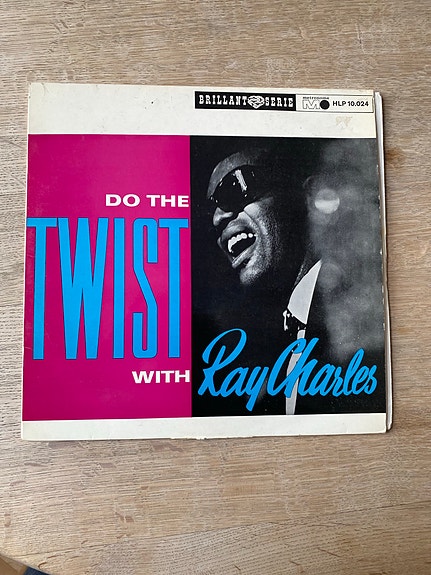 BRILLANT SERIE
metronome
HLP 10.024
DO THE
TWIST
WITH
Ray Charles